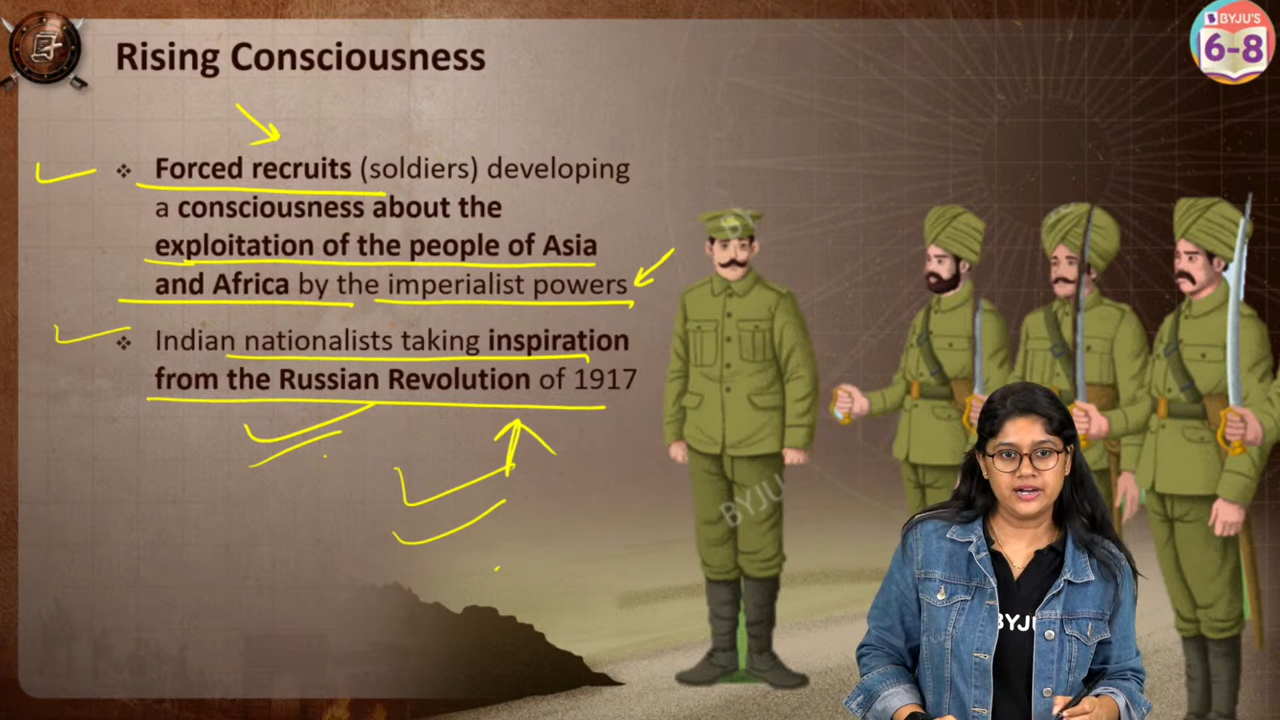 Rising Consciousness
BYJU'S
6-8
❖ Forced recruits (soldiers) developing
a consciousness about the
exploitation of the people of Asia
and Africa by the imperialist powers
❖ Indian nationalists taking inspiration
from the Russian Revolution of 1917
BYJU
BYJU